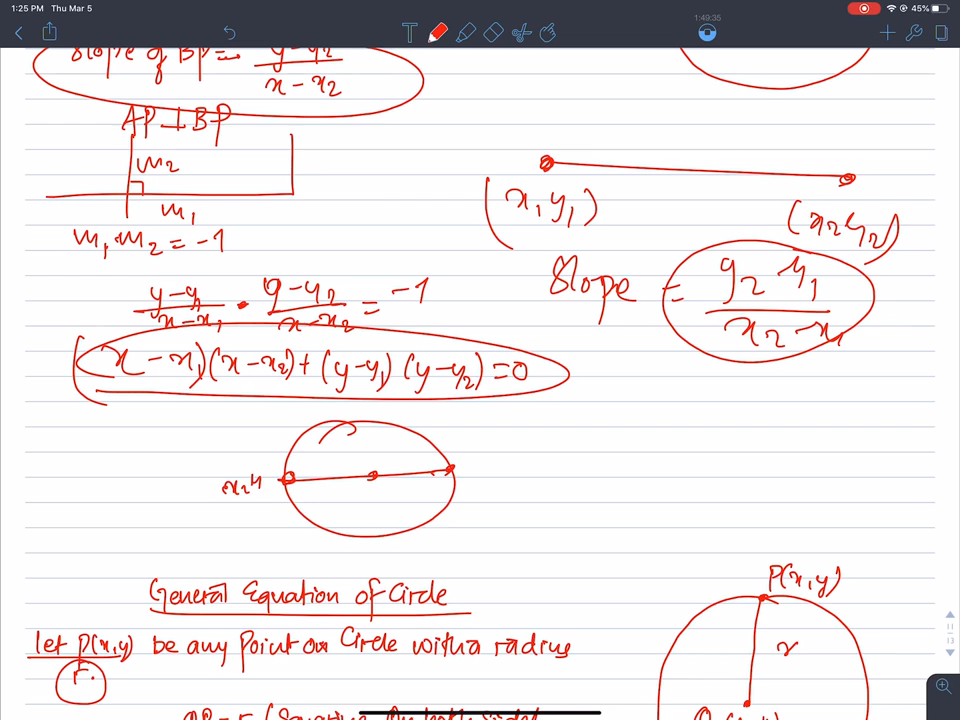 1:25 PM Thu Mar 5
1:49:35
45%
T
Slope of BP = y-y2 / x-x2
AP ⊥ BP
m2
m1
m1 m2 = -1
(x1 y1)
(x2 y2)
Slope = y2 y1 / x2 - x1
y-y1 / x-x1 . y-y2 / x-x2 = -1
(x-x1)(x-x2)+(y-y1)(y-y2)=0
General Equation of Circle
P(x,y)
let P(x,y) be any Point on Circle with a radius
r.
r